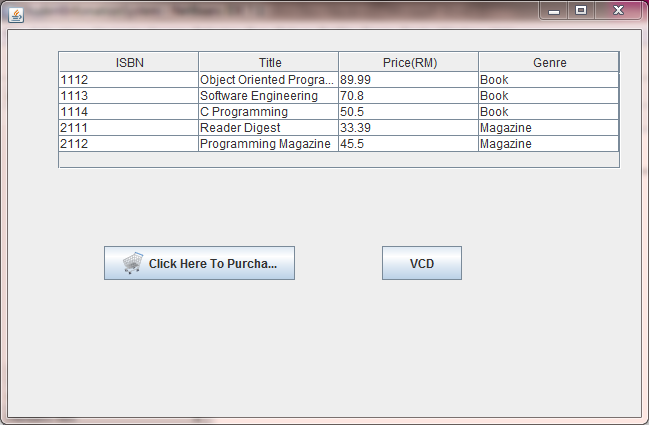 ISBN Title Price(RM) Genre
1112 Object Oriented Progra... 89.99 Book
1113 Software Engineering 70.8 Book
1114 C Programming 50.5 Book
2111 Reader Digest 33.39 Magazine
2112 Programming Magazine 45.5 Magazine
Click Here To Purcha... VCD